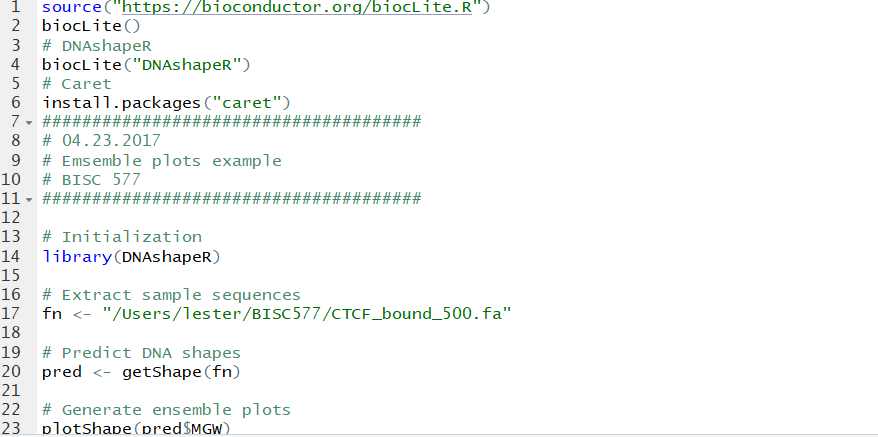 1 source("https://bioconductor.org/biocLite.R")
2 biocLite()
3 # DNAshapeR
4 biocLite("DNAshapeR")
5 # Caret
6 install.packages("caret")
7 ######################################
8 # 04.23.2017
9 # Emsemble plots example
10 # BISC 577
11 ######################################
12
13 # Initialization
14 library(DNAshapeR)
15
16 # Extract sample sequences
17 fn <- "/Users/lester/BISC577/CTCF_bound_500.fa"
18
19 # Predict DNA shapes
20 pred <- getShape(fn)
21
22 # Generate ensemble plots
23 plotShape(pred$MGW)